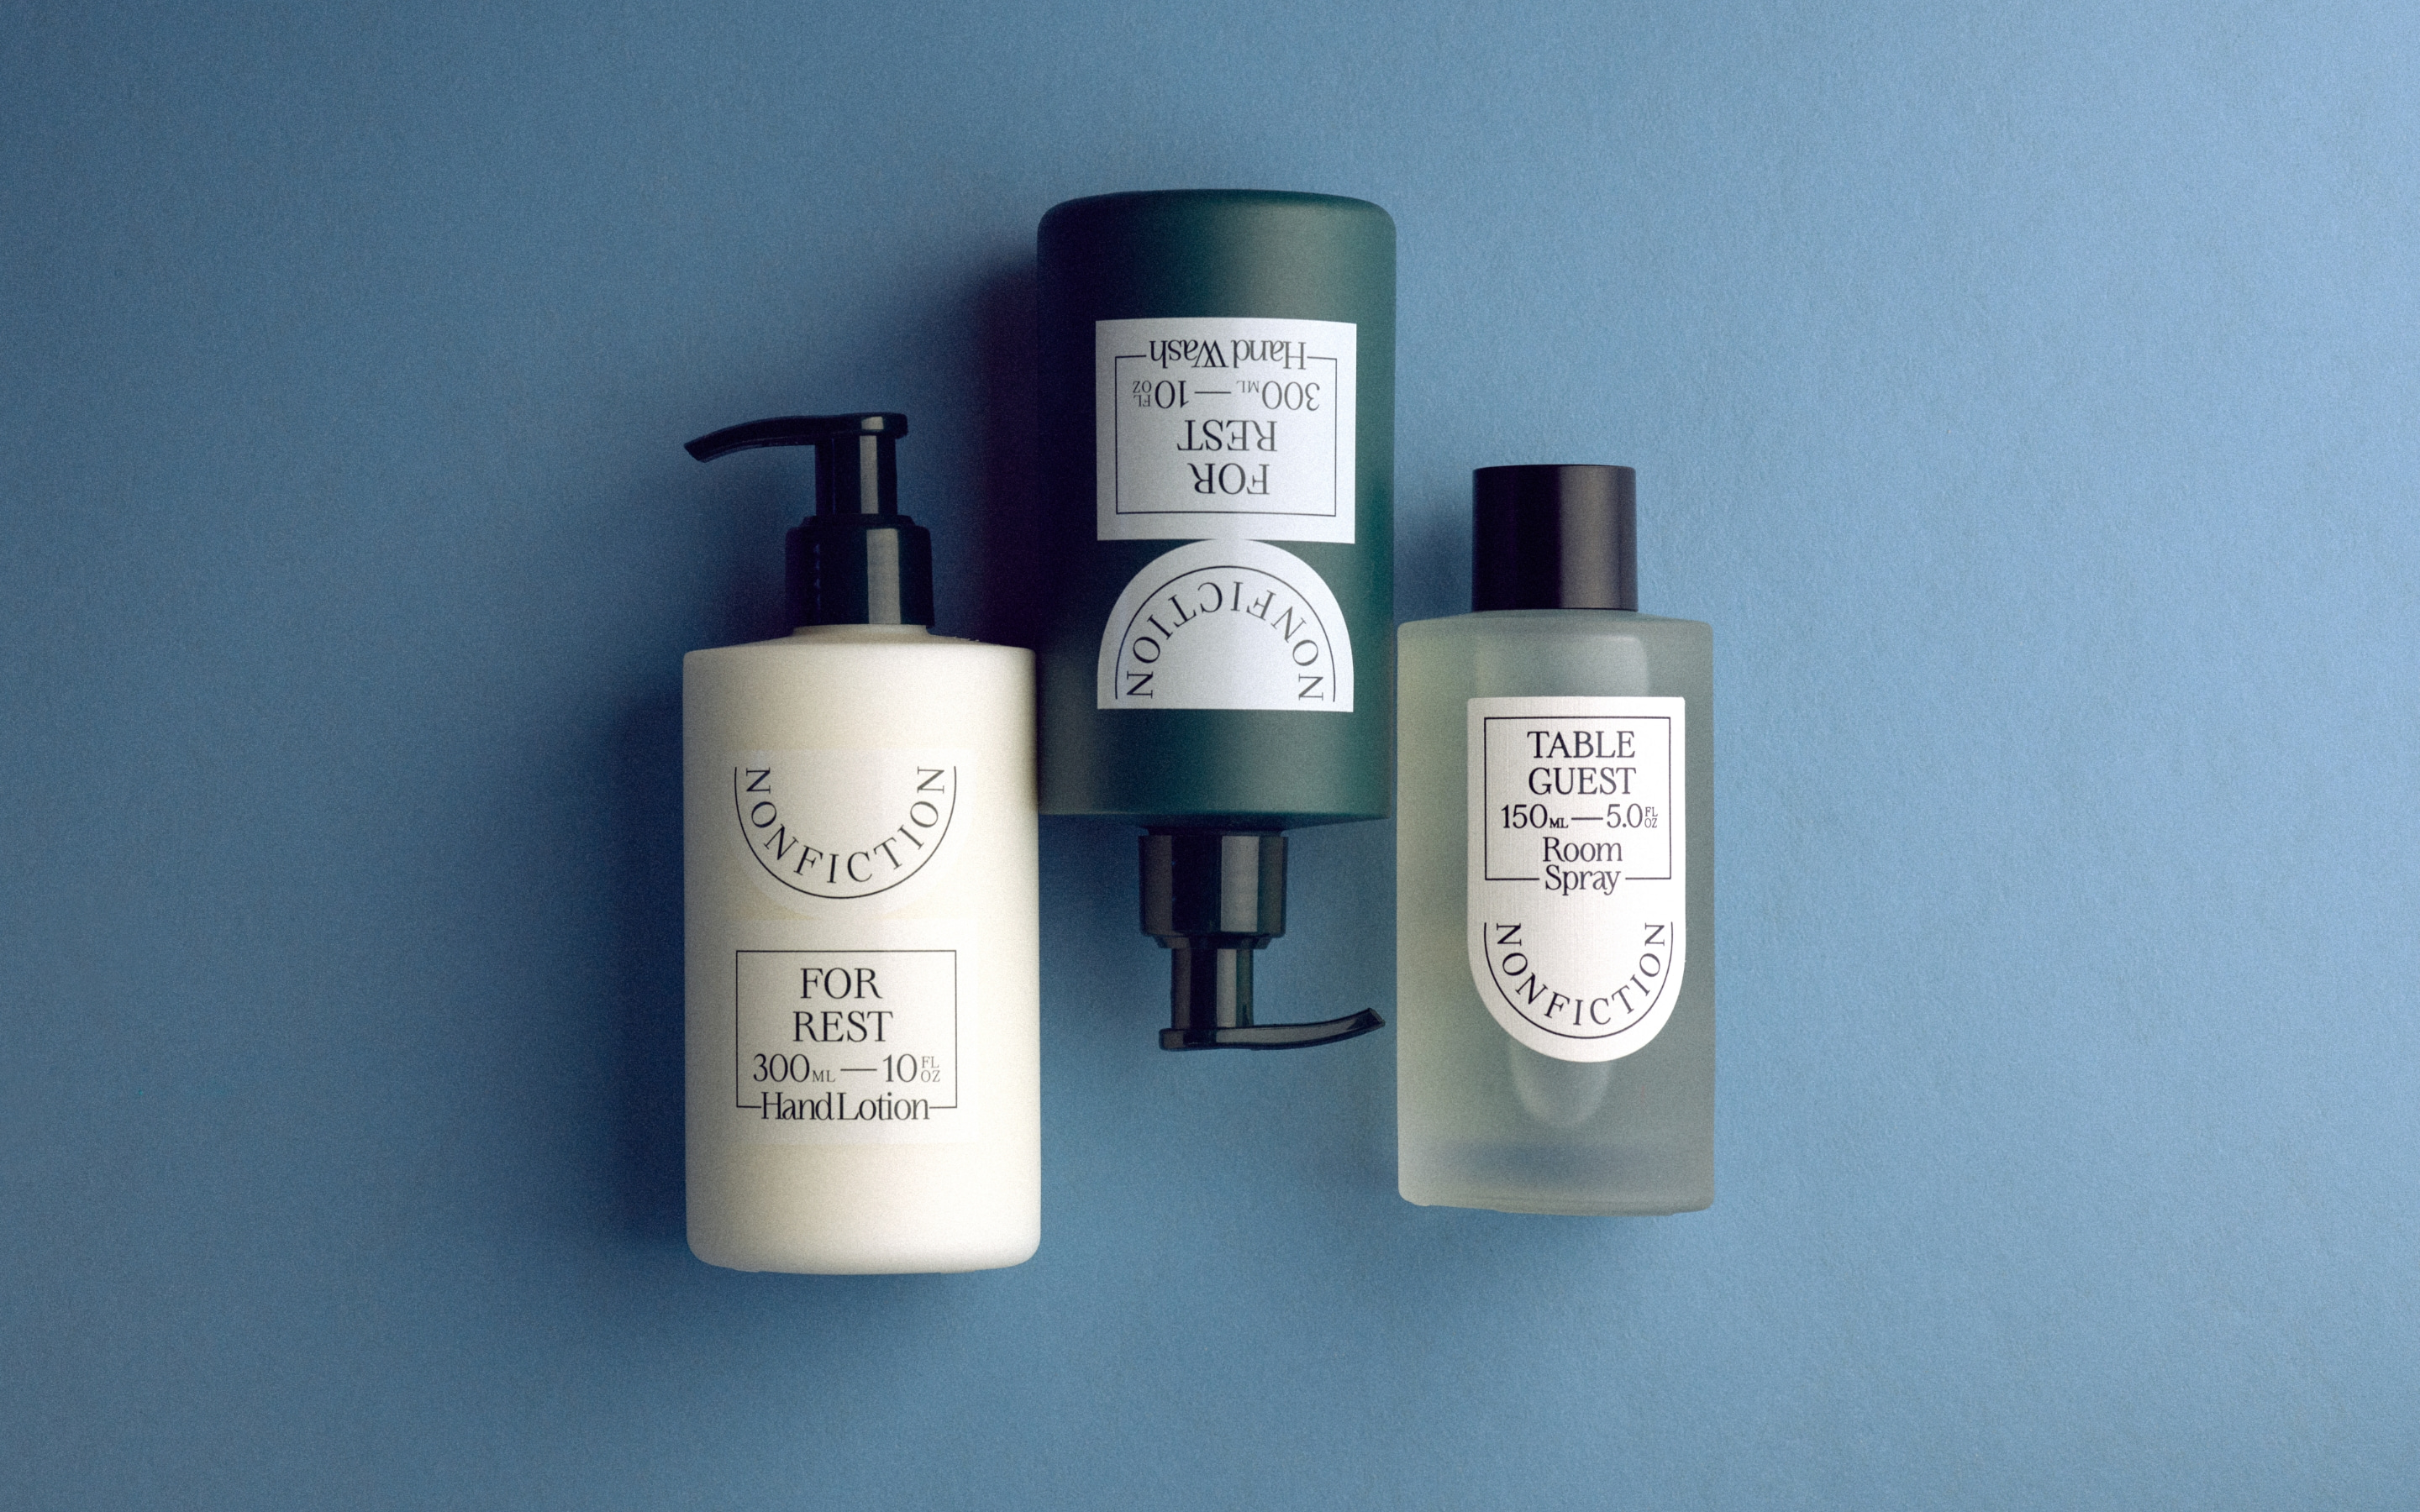 NONFICTION
FOR
REST
300ML—10FL OZ
Hand Lotion
NONFICTION
FOR
REST
300ML—10FL OZ
Hand Wash
TABLE
GUEST
150ML—5.0FL OZ
Room
Spray
NONFICTION